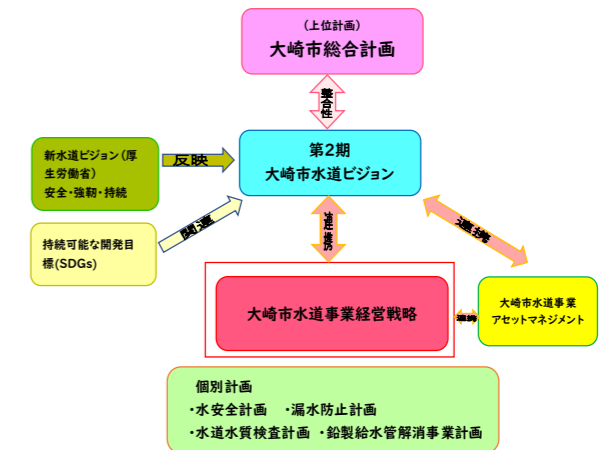 (上位計画)
大崎市総合計画
整合性
新水道ビジョン(厚
生労働省)
安全・強靭・持続
反映
第2期
大崎市水道ビジョン
持続可能な開発目
標(SDGs)
関連
連携
連携
大崎市水道事業経営戦略
連携
大崎市水道事業
アセットマネジメント
個別計画
・水安全計画 ・漏水防止計画
・水道水質検査計画 ・鉛製給水管解消事業計画